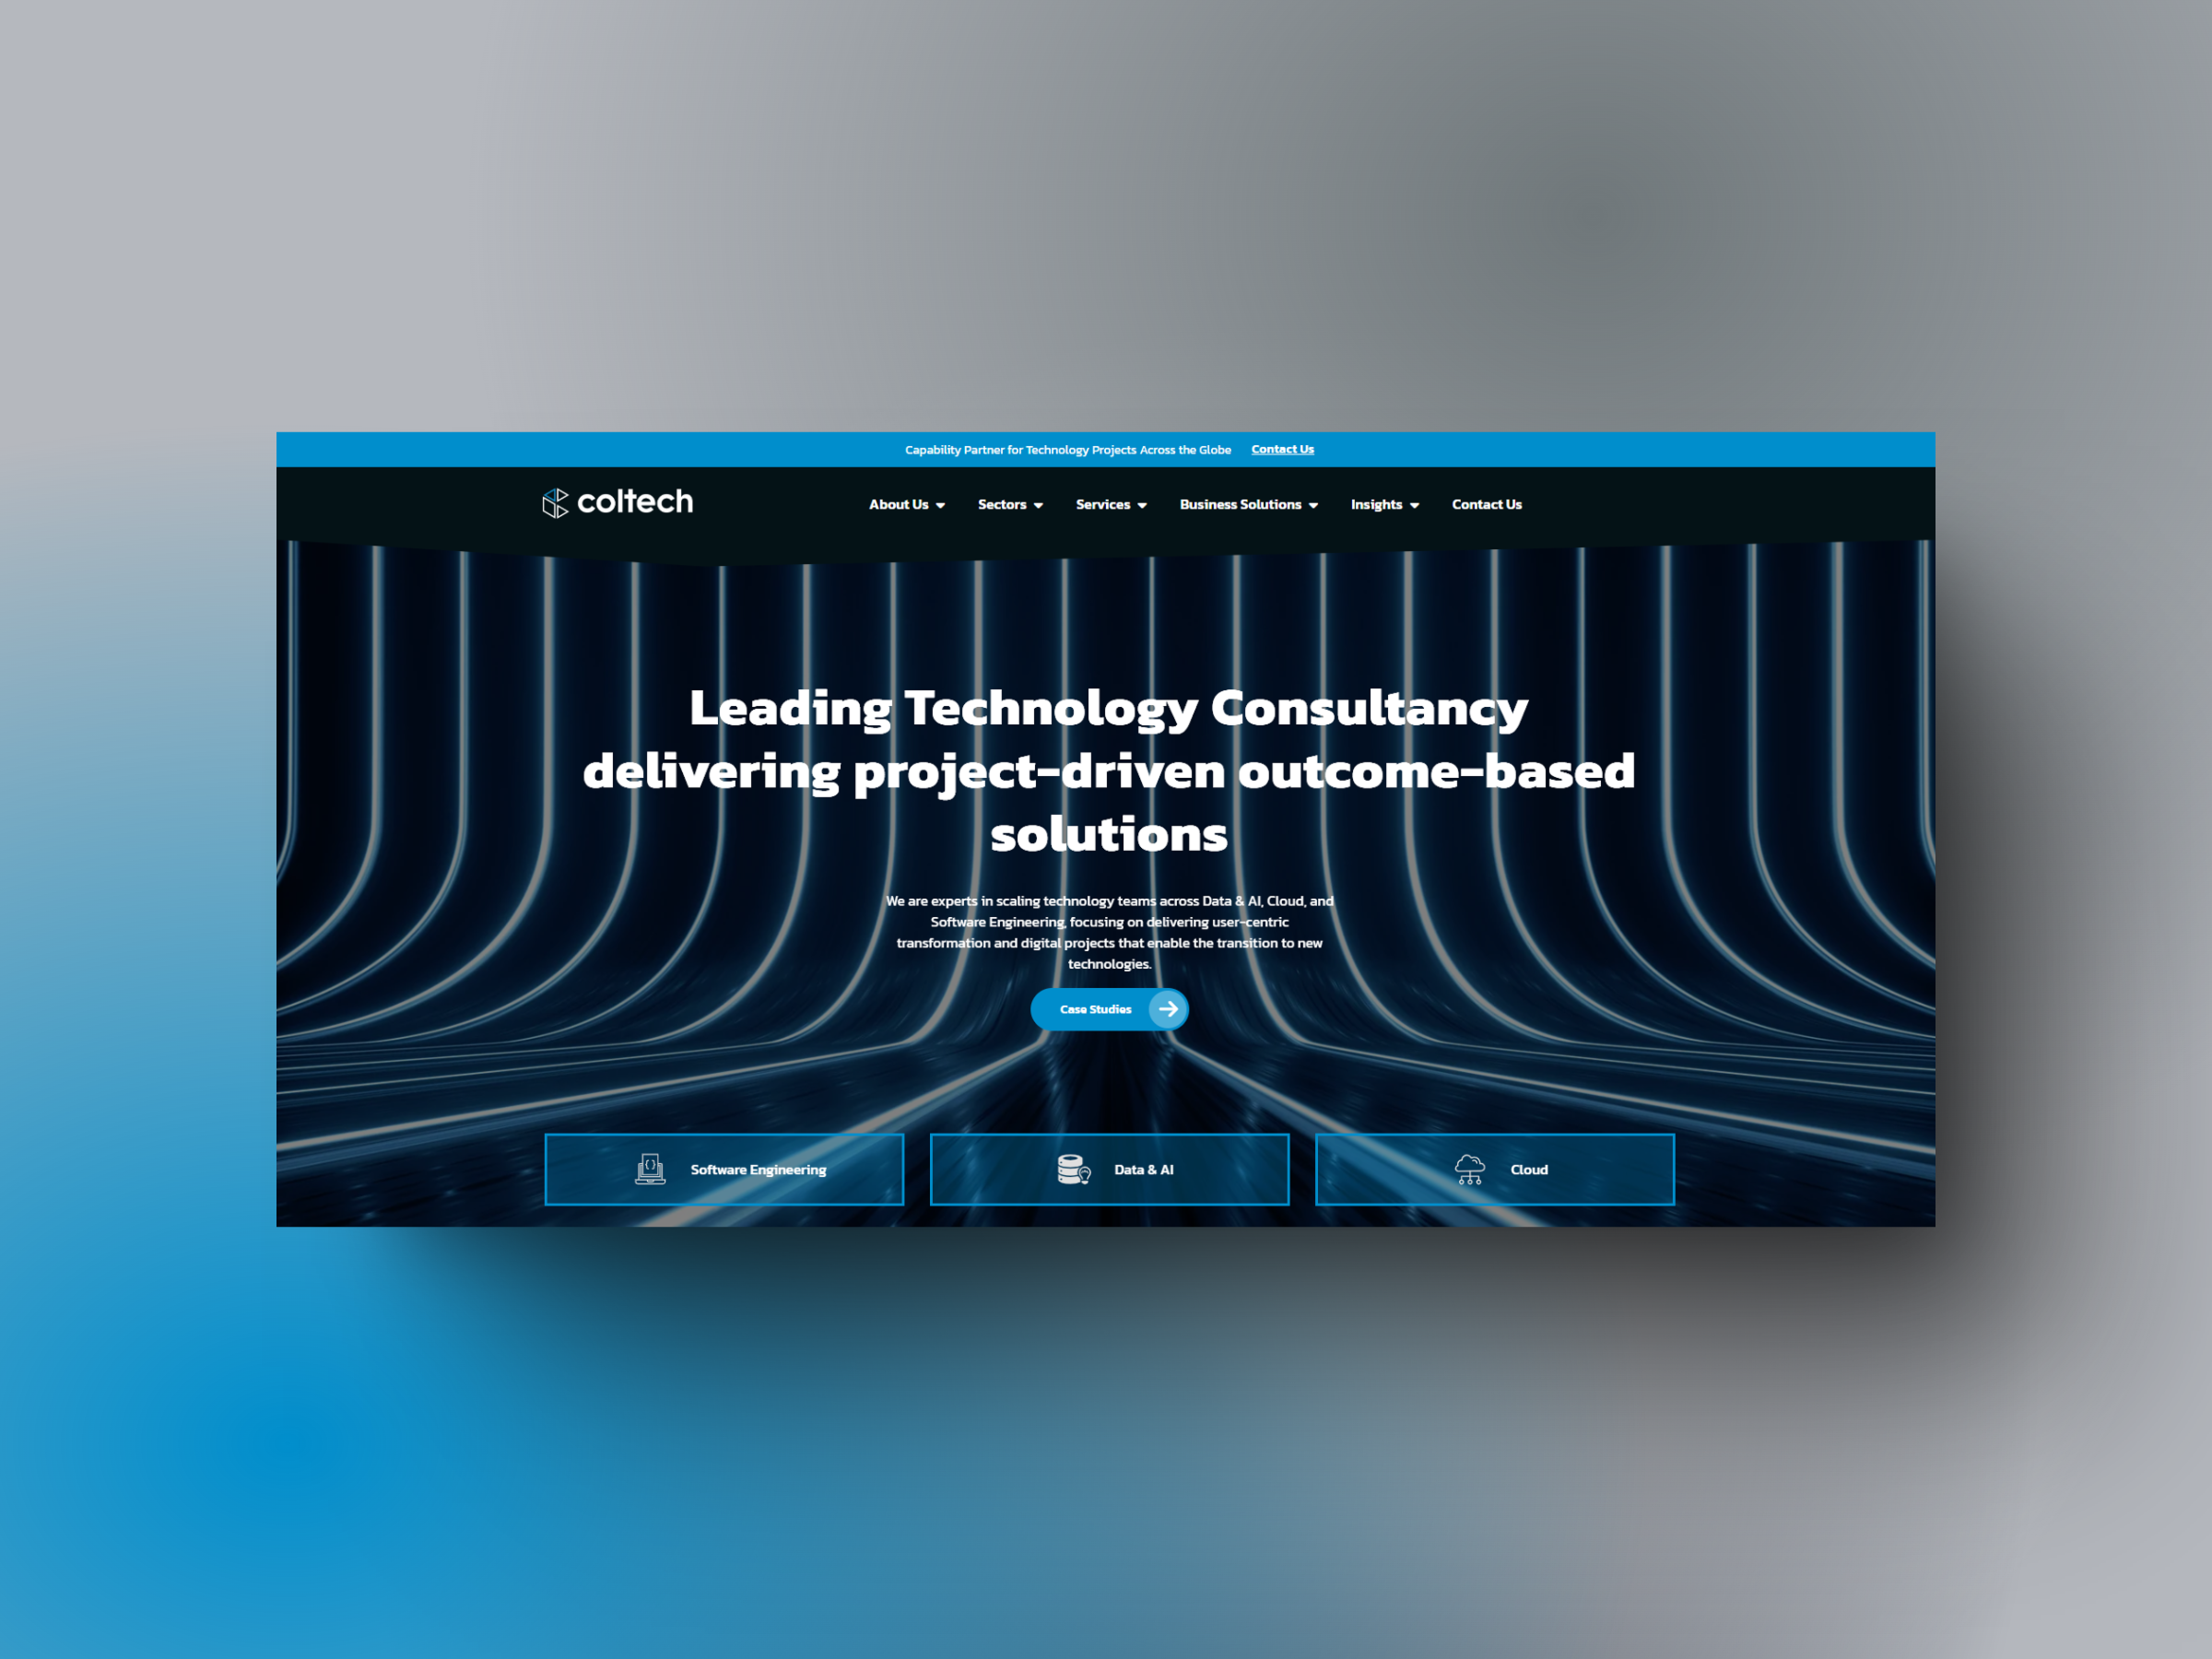 Capability Partner for Technology Projects Across the Globe Contact Us
coltech About Us Sectors Services Business Solutions Insights Contact Us
Leading Technology Consultancy
delivering project-driven outcome-based
solutions
We are experts in scaling technology teams across Data & AI, Cloud, and
Software Engineering, focusing on delivering user-centric
transformation and digital projects that enable the transition to new
technologies.
Case Studies
Software Engineering Data & AI Cloud